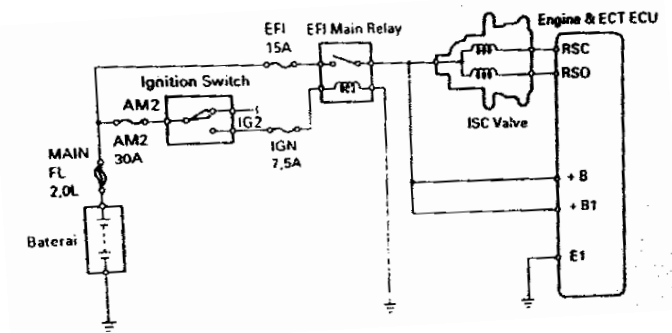 EFI
15A
EFI Main Relay
Engine & ECT ECU
RSC
RSO
ISC Valve
Ignition Switch
AM2
IG2
AM2
30A
IGN
7,5A
MAIN
FL
2,0L
Baterai
+ B
+ B1
E1